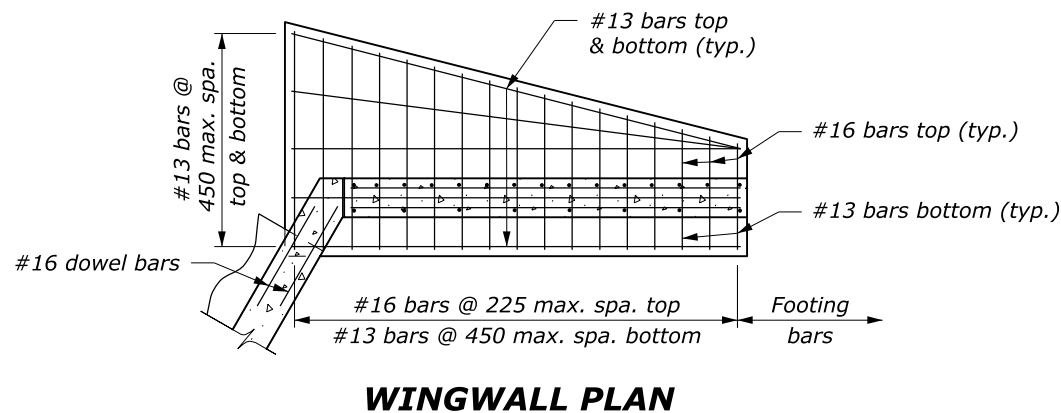 #13 bars top
& bottom (typ.)
#13 bars @
450 max. spa.
top & bottom
#16 bars top (typ.)
#13 bars bottom (typ.)
#16 dowel bars
#16 bars @ 225 max. spa. top
#13 bars @ 450 max. spa. bottom
Footing
bars
WINGWALL PLAN